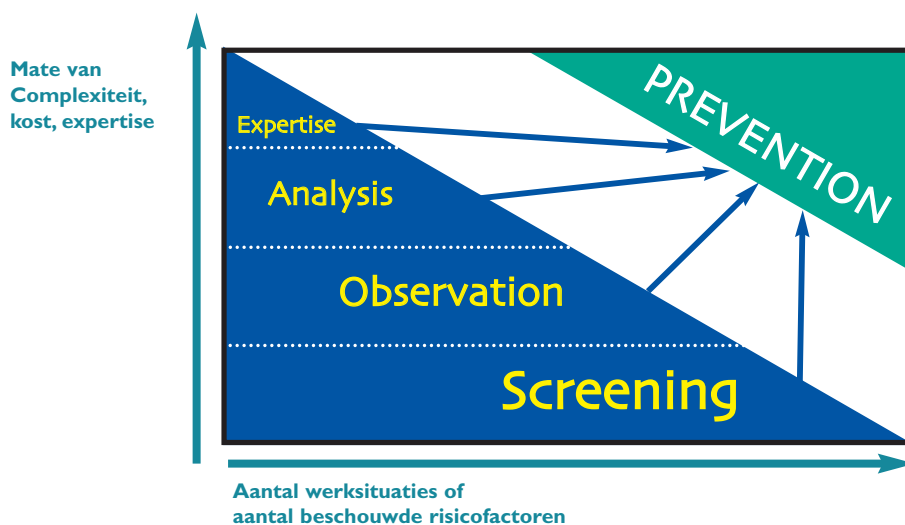 Mate van
Complexiteit,
kost, expertise
Expertise
Analysis
Observation
Screening
PREVENTION
Aantal werksituaties of
aantal beschouwde risicofactoren